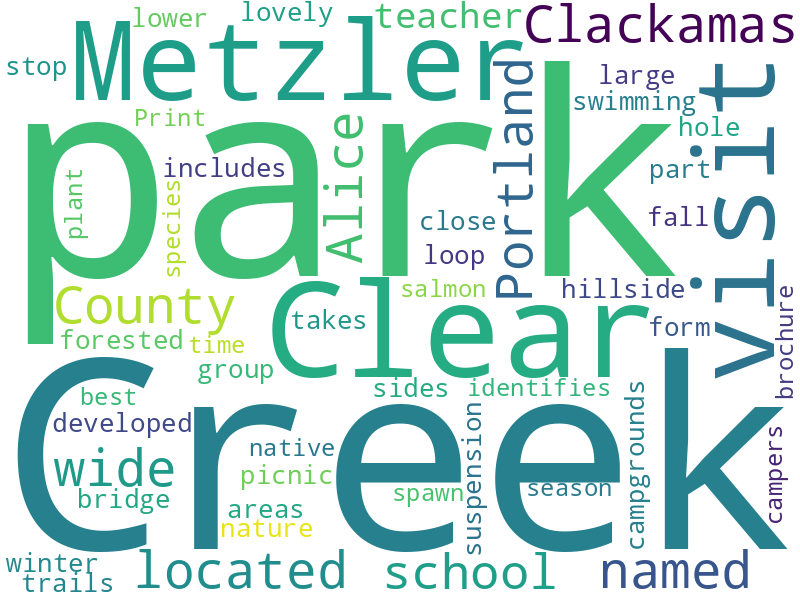 lower
lovely
teacher
Clackamas
stop
Metzler
Portland
large
visit
swimming
Print
hole
park
Alice
includes
part
plant
species
close
fall
loop
County
Clear
salmon
hillside
takes
form
brochure
forested
time
group
sides
identifies
best
developed
Creek
campgrounds
suspension
native
wide
picnic
bridge
spawn
season
campers
areas
nature
winter
located
school
named
trails